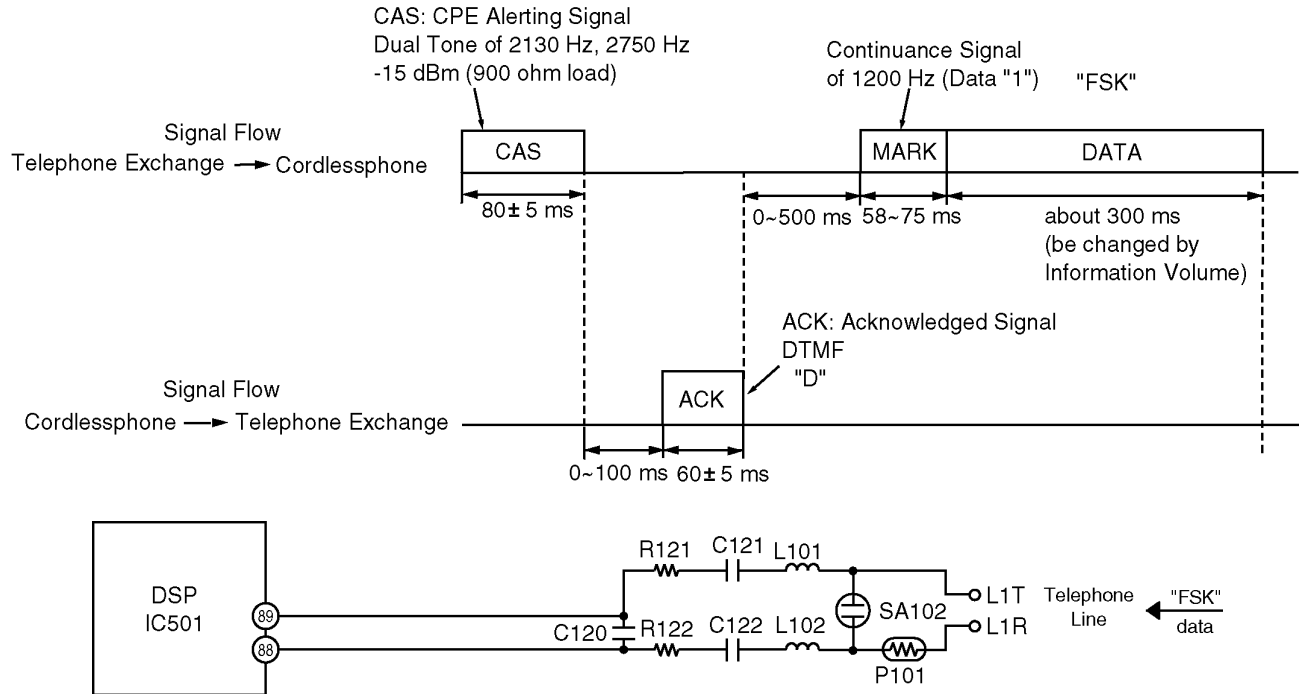 CAS: CPE Alerting Signal
Dual Tone of 2130 Hz, 2750 Hz
-15 dBm (900 ohm load)
Continuance Signal
of 1200 Hz (Data "1")
"FSK"
Signal Flow
Telephone Exchange → Cordlessphone
CAS
MARK
DATA
80± 5 ms
0~500 ms
58~75 ms
about 300 ms
(be changed by
Information Volume)
ACK: Acknowledged Signal
DTMF
"D"
Signal Flow
Cordlessphone → Telephone Exchange
ACK
0~100 ms
60± 5 ms
DSP
IC501
89
88
C120
R121
C121
L101
R122
C122
L102
SA102
P101
L1T
L1R
Telephone
Line
"FSK"
data